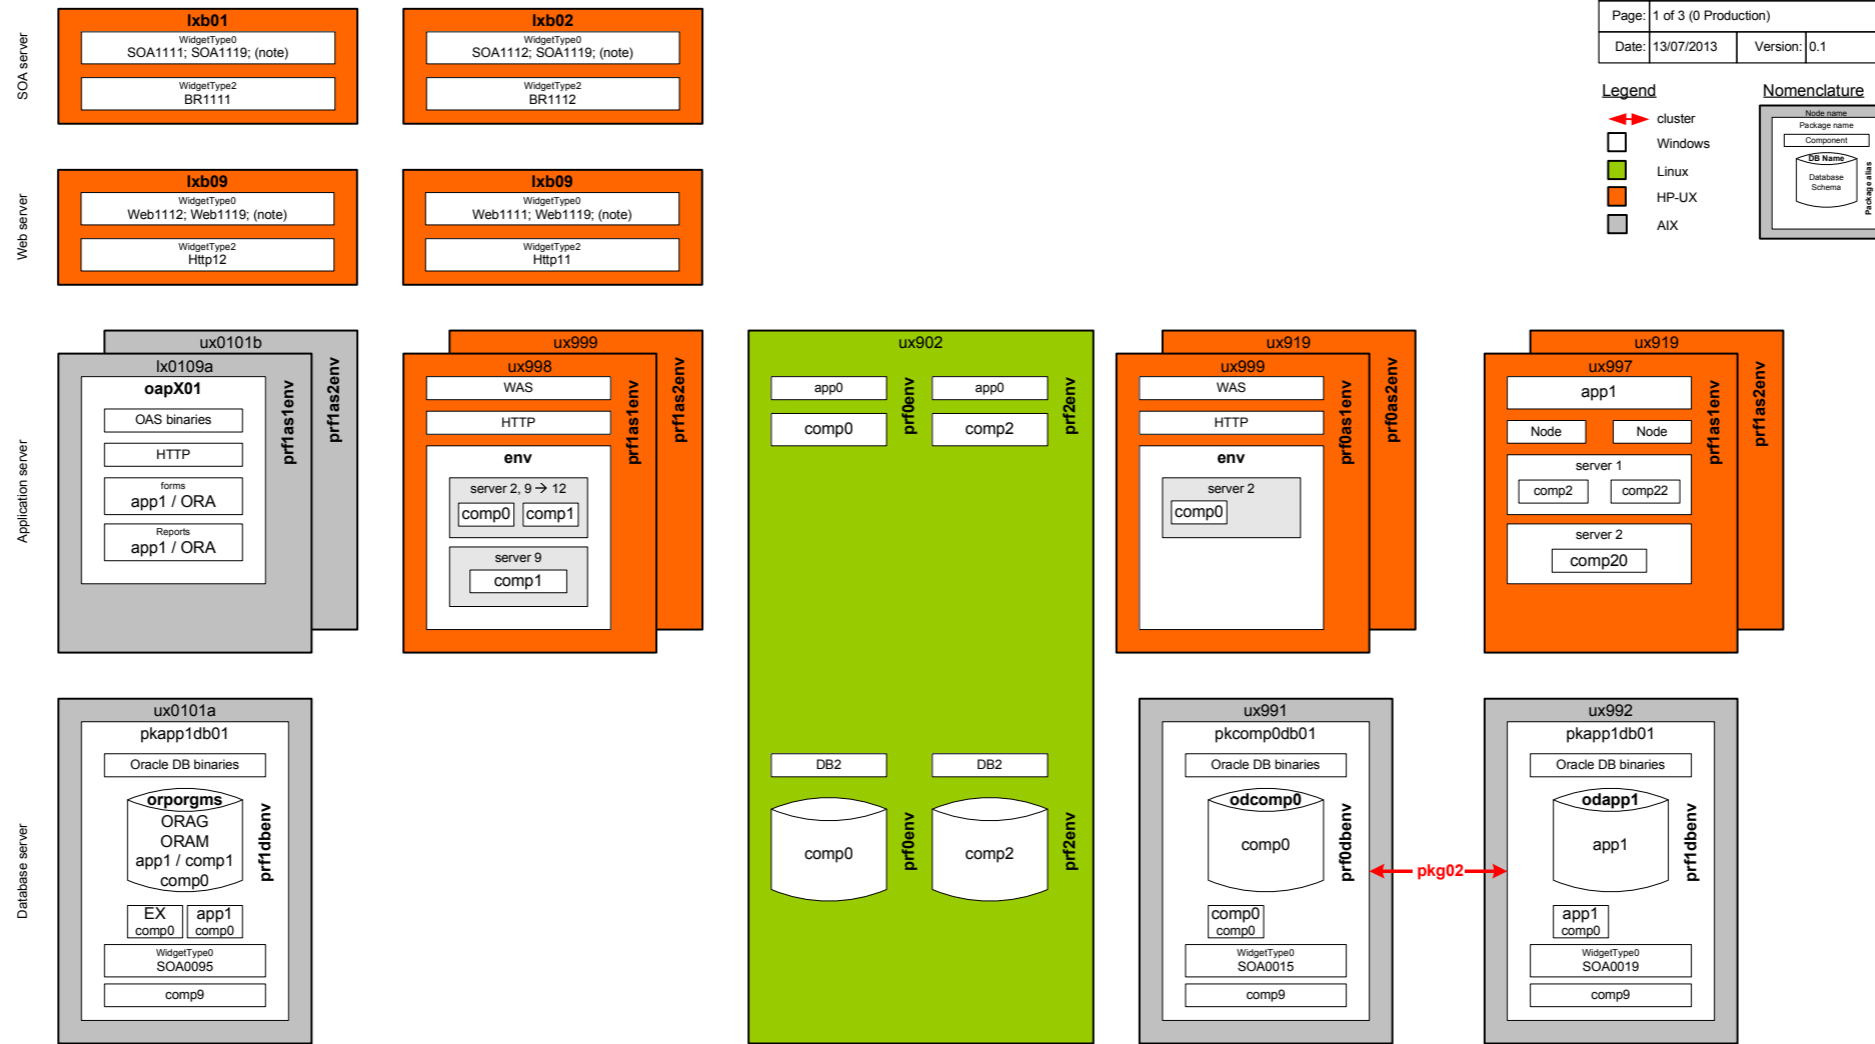 Page: 1 of 3 (0 Production)
Date: 13/07/2013 Version: 0.1
Legend
cluster
Windows
Linux
HP-UX
AIX
Nomenclature
Node name
Package name
Component
DB Name
Database
Schema
Package alias
SOA server
lxb01
WidgetType0
SOA1111; SOA1119; (note)
WidgetType2
BR1111
lxb02
WidgetType0
SOA1112; SOA1119; (note)
WidgetType2
BR1112
Web server
lxb09
WidgetType0
Web1112; Web1119; (note)
WidgetType2
Http12
lxb09
WidgetType0
Web1111; Web1119; (note)
WidgetType2
Http11
Application server
ux0101b
prf1as2env
lx0109a
prf1as1env
oapX01
OAS binaries
HTTP
forms
app1 / ORA
Reports
app1 / ORA
ux999
prf1as2env
ux998
prf1as1env
WAS
HTTP
env
server 2, 9 → 12
comp0 comp1
server 9
comp1
ux902
app0
comp0
prf0env
app0
comp2
prf2env
DB2
comp0
prf0env
DB2
comp2
prf2env
ux919
prf0as2env
ux999
prf0as1env
WAS
HTTP
env
server 2
comp0
ux919
prf1as2env
ux997
prf1as1env
app1
Node Node
server 1
comp2 comp22
server 2
comp20
Database server
ux0101a
pkapp1db01
Oracle DB binaries
orporgms
ORAG
ORAM
app1 / comp1
comp0
prf1dbenv
EX
comp0
app1
comp0
WidgetType0
SOA0095
comp9
ux991
pkcomp0db01
Oracle DB binaries
odcomp0
comp0
prf0dbenv
comp0
comp0
WidgetType0
SOA0015
comp9
pkg02
ux992
pkapp1db01
Oracle DB binaries
odapp1
app1
prf1dbenv
app1
comp0
WidgetType0
SOA0019
comp9